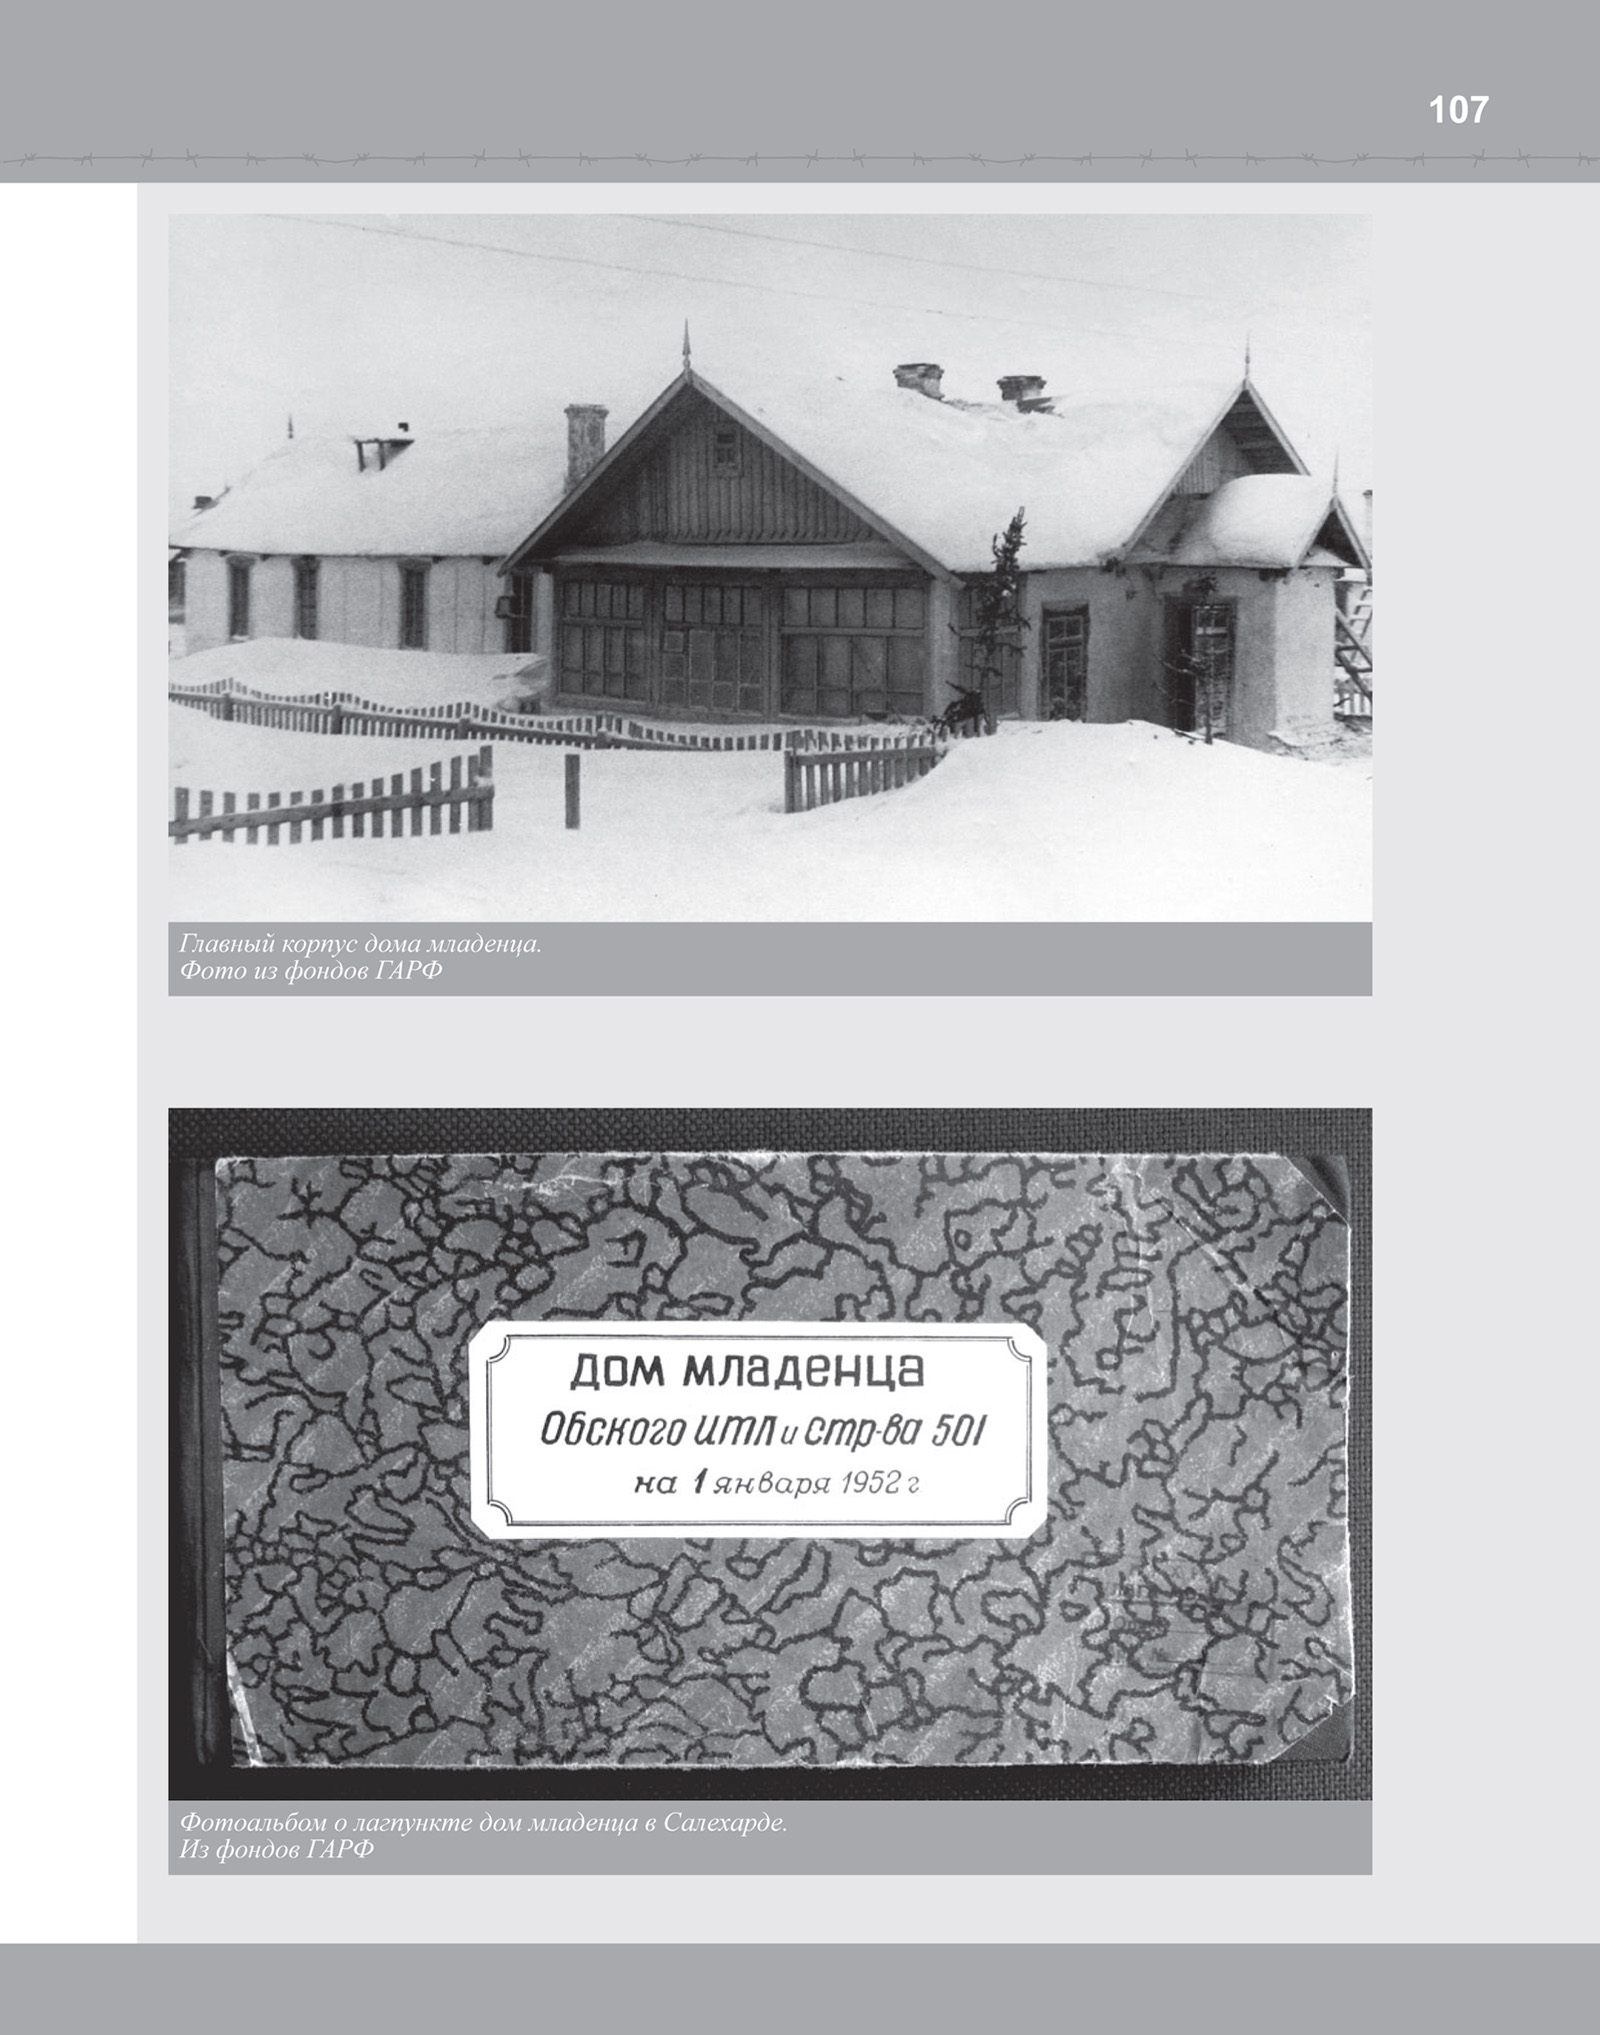 107
Главный корпус дома младенца.
Фото из фондов ГАРФ
дом младенца
Обского ИТЛ и стр-ва 501
на 1 января 1952 г
Фотоальбом о лагпункте дом младенца в Салехарде.
Из фондов ГАРФ